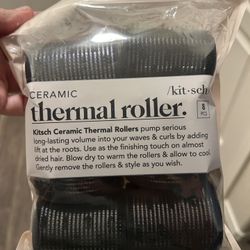 CERAMIC
/kit·sch/
thermal roller.
8
PCS
Kitsch Ceramic Thermal Rollers pump serious
long-lasting volume into your waves & curls by adding
lift at the roots. Use as the finishing touch on almost
dried hair. Blow dry to warm the rollers & allow to cool.
Gently remove the rollers & style as you wish.